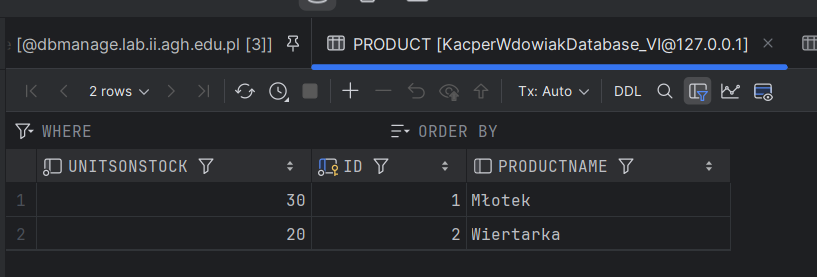 [@dbmanage.lab.ii.agh.edu.pl [3]] PRODUCT [KacperWdowiakDatabase_VI@127.0.0.1]
2 rows Tx: Auto DDL
WHERE ORDER BY
UNITSONSTOCK ID PRODUCTNAME
1 30 1 Młotek
2 20 2 Wiertarka